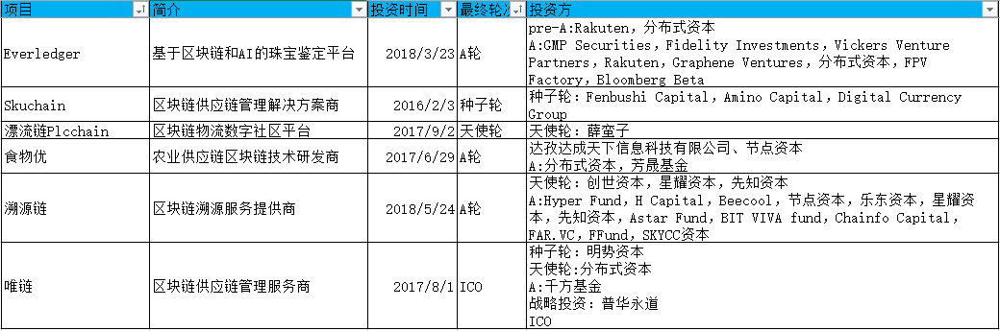 项目 简介 投资时间 最终轮次 投资方
Everledger 基于区块链和AI的珠宝鉴定平台 2018/3/23 A轮
pre-A:Rakuten，分布式资本
A:GMP Securities，Fidelity Investments，Vickers Venture
Partners，Rakuten，Graphene Ventures，分布式资本，FPV
Factory，Bloomberg Beta
Skuchain 区块链供应链管理解决方案商 2016/2/3 种子轮
种子轮：Fenbushi Capital，Amino Capital，Digital Currency
Group
漂流链Plcchain 区块链物流数字社区平台 2017/9/2 天使轮 天使轮：薛蛮子
食物优 农业供应链区块链技术研发商 2017/6/29 A轮
达孜达成天下信息科技有限公司、节点资本
A:分布式资本，芳晟基金
溯源链 区块链溯源服务提供商 2018/5/24 A轮
天使轮：创世资本，星耀资本，先知资本
A:Hyper Fund，H Capital，Beecool，节点资本，乐东资本，星耀资
本，先知资本，Astar Fund，BIT VIVA fund，Chainfo Capital，
FAR.VC，FFund，SKYCC资本
唯链 区块链供应链管理服务商 2017/8/1 ICO
种子轮：明势资本
天使轮:分布式资本
A:千方基金
战略投资：普华永道
ICO